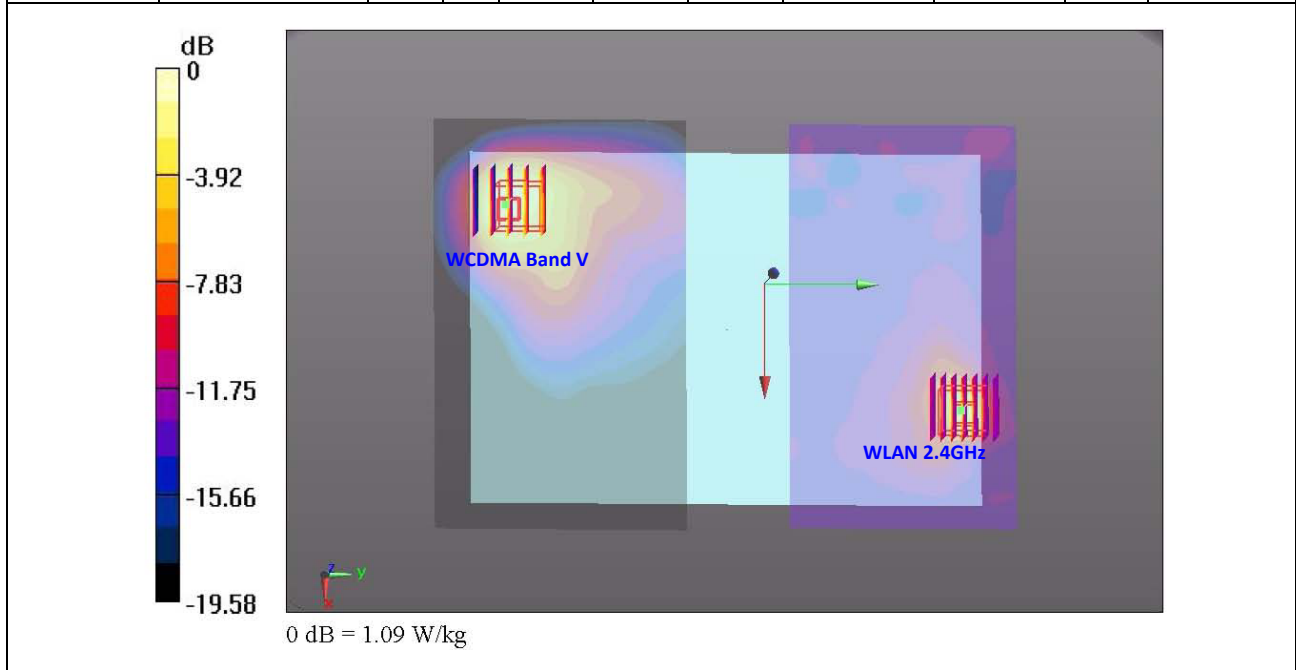 dB
0
-3.92
-7.83
-11.75
-15.66
-19.58
WCDMA Band V
WLAN 2.4GHz
z
y
x
0 dB = 1.09 W/kg